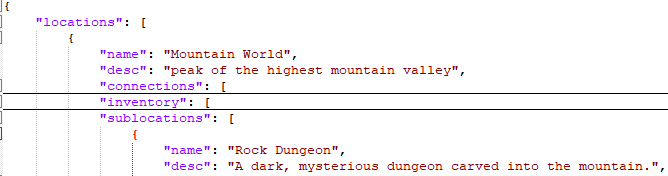 {
"locations": [
{
"name": "Mountain World",
"desc": "peak of the highest mountain valley",
"connections": [
"inventory": [
"sublocations": [
{
"name": "Rock Dungeon",
"desc": "A dark, mysterious dungeon carved into the mountain.",